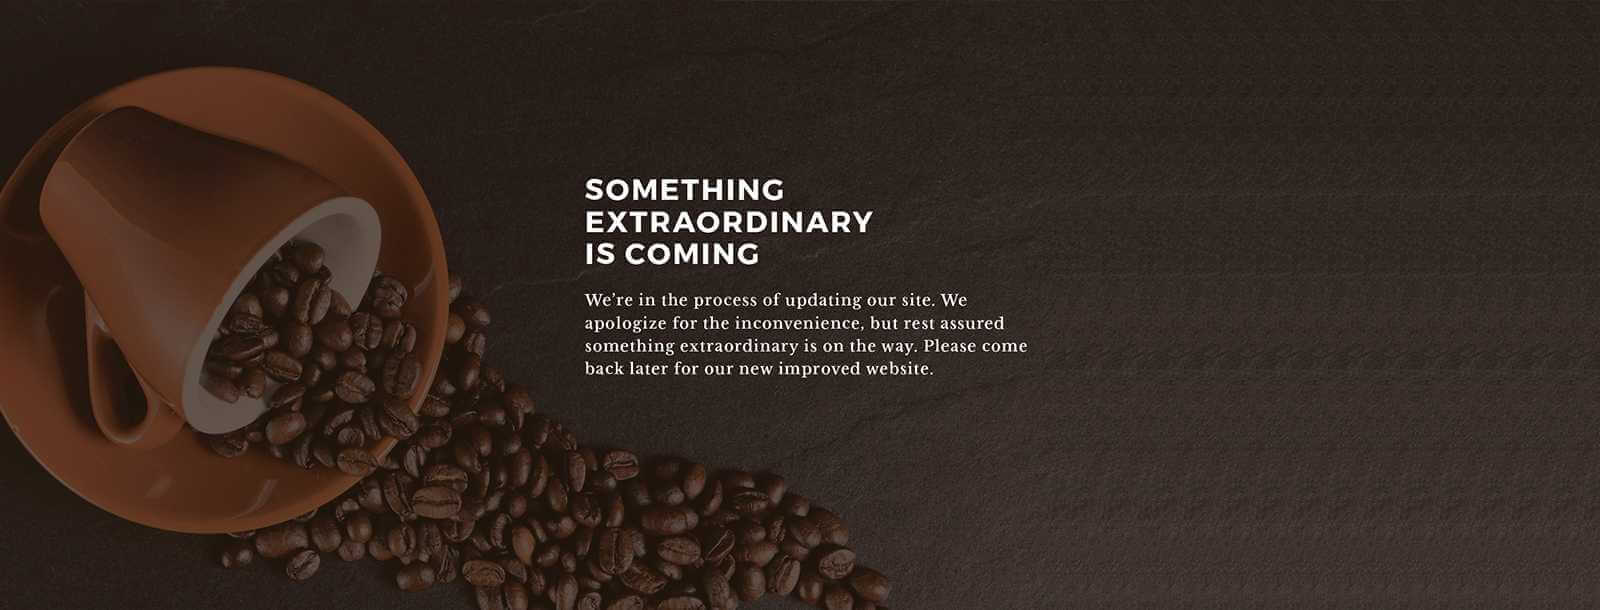 SOMETHING
EXTRAORDINARY
IS COMING
We’re in the process of updating our site. We
apologize for the inconvenience, but rest assured
something extraordinary is on the way. Please come
back later for our new improved website.